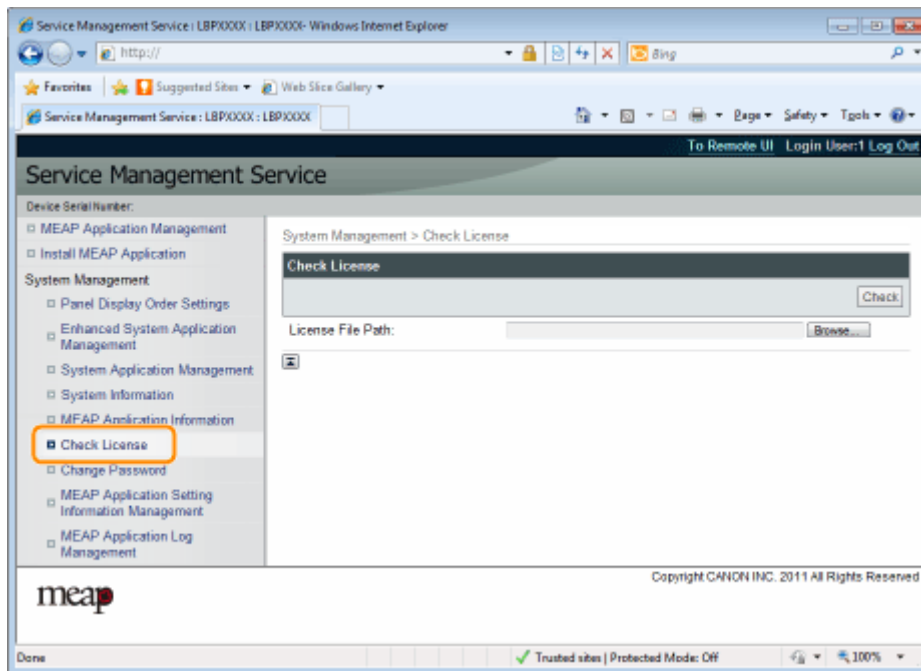 Service Management Service : LBPXXXX : LBPXXXX- Windows Internet Explorer
http://
Bing
Favorites
Suggested Sites
Web Slice Gallery
Service Management Service : LBPXXXX : LBPXXXX
Page
Safety
Tools
To Remote UI Login User:1 Log Out
Service Management Service
Device Serial Number:
MEAP Application Management
Install MEAP Application
System Management
Panel Display Order Settings
Enhanced System Application
Management
System Application Management
System Information
MEAP Application Information
Check License
Change Password
MEAP Application Setting
Information Management
MEAP Application Log
Management
System Management > Check License
Check License
Check
License File Path:
Browse...
Copyright CANON INC. 2011 All Rights Reserved
meap
Done
Trusted sites | Protected Mode: Off
100%